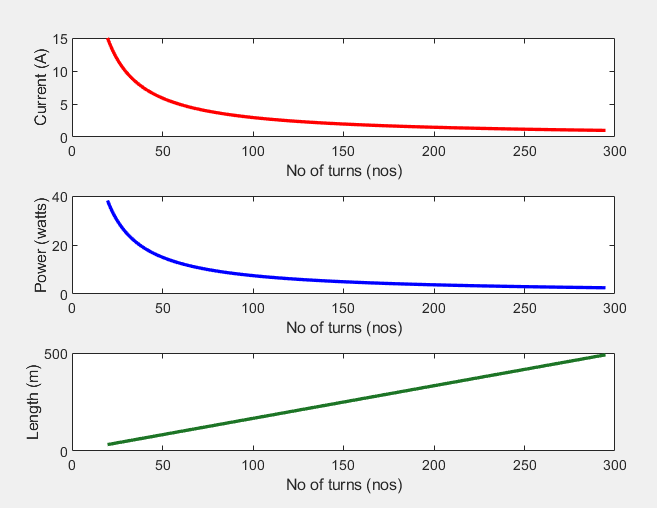 Current (A)
15
10
5
0
0 50 100 150 200 250 300
No of turns (nos)
Power (watts)
40
20
0
0 50 100 150 200 250 300
No of turns (nos)
Length (m)
500
0
0 50 100 150 200 250 300
No of turns (nos)